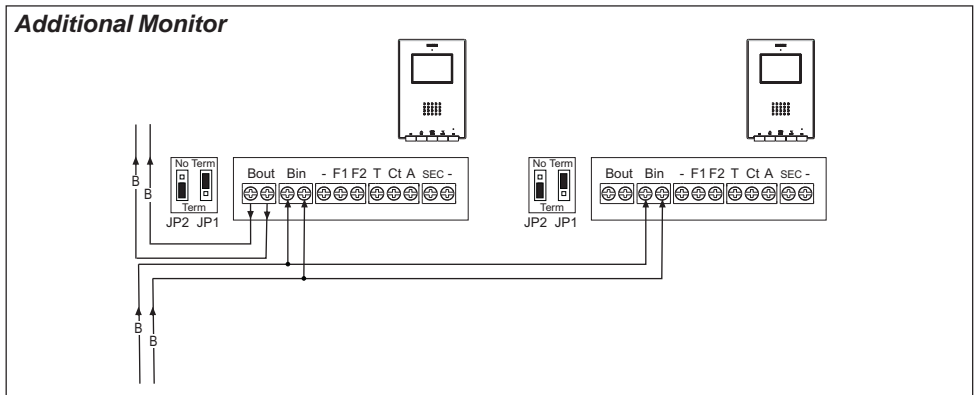 Additional Monitor
No Term
Term
JP2 JP1
Bout Bin - F1 F2 T Ct A SEC -
No Term
Term
JP2 JP1
Bout Bin - F1 F2 T Ct A SEC -
B
B
B
B